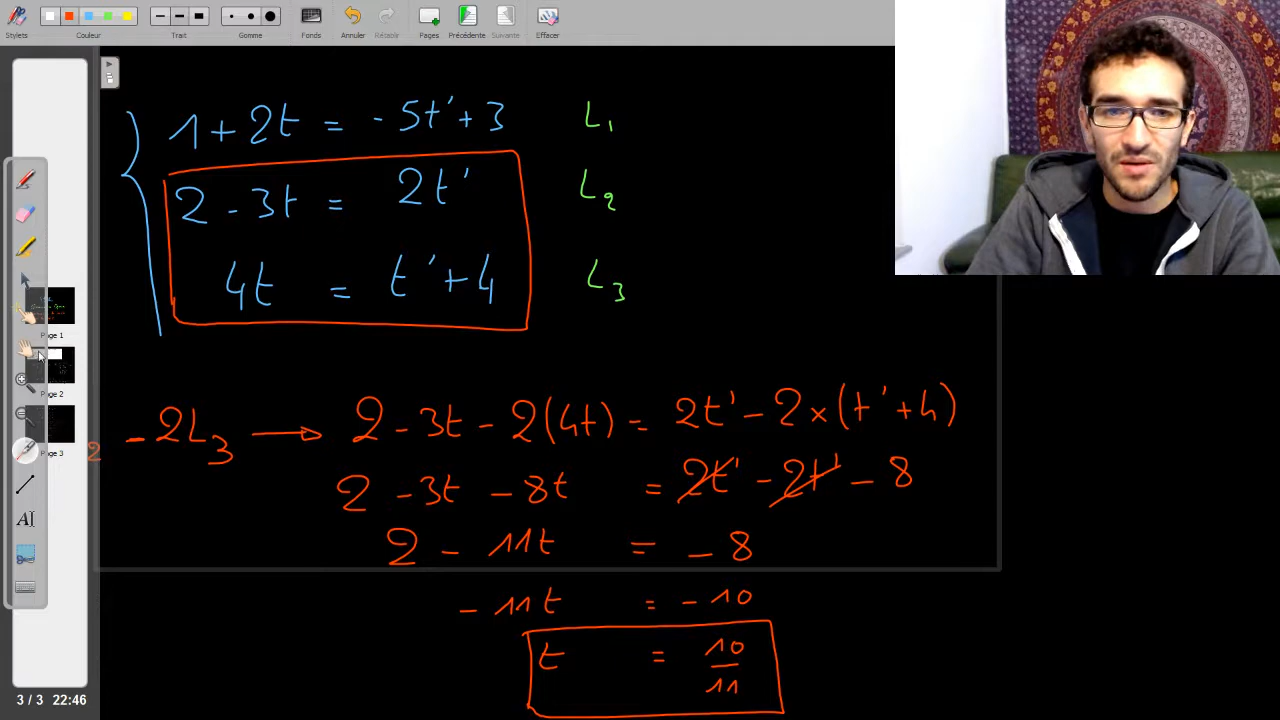 Stylets Couleur Trait Gomme Fonds Annuler Rétablir Pages Précédente Suivante Effacer
1 + 2t = -5t' + 3 L1
2 - 3t = 2t' L2
4t = t' + 4 L3
Page 1
Page 2
Page 3
2 - 2L3 → 2 - 3t - 2(4t) = 2t' - 2×(t' + 4)
2 - 3t - 8t = 2t' - 2t' - 8
2 - 11t = -8
-11t = -10
t = 10/11
AI
3 / 3 22:46